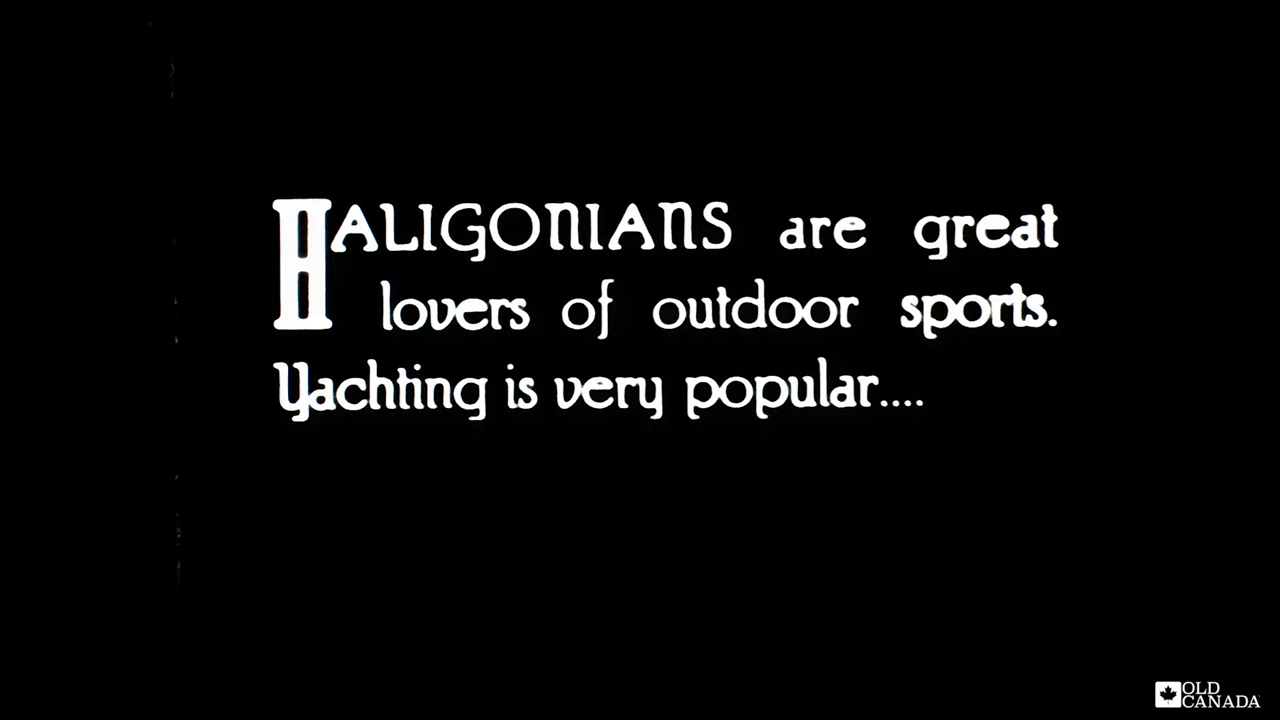 HALIGONIANS are great
lovers of outdoor sports.
Yachting is very popular....
OLD
CANADA